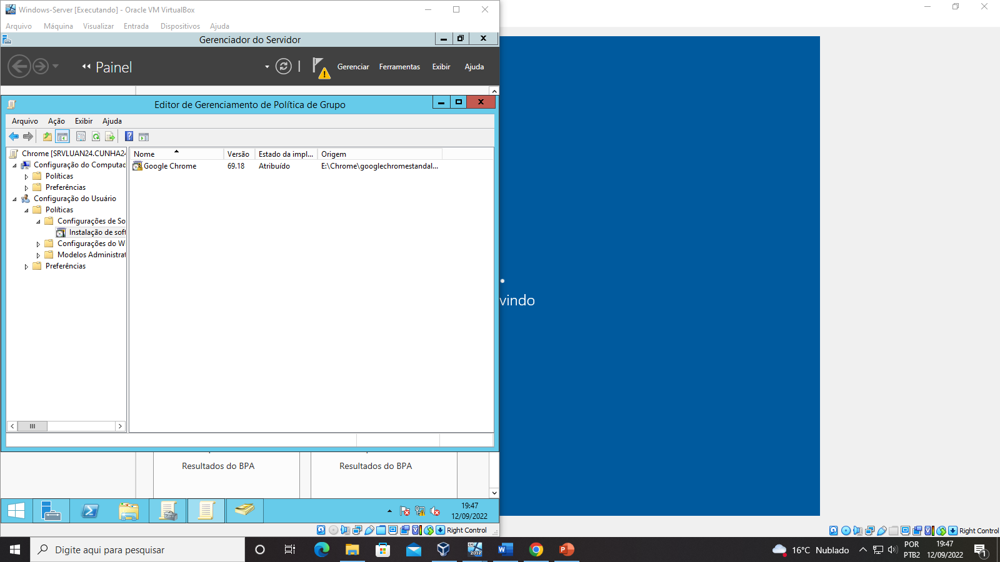 Windows-Server [Executando] - Oracle VM VirtualBox
Arquivo Máquina Visualizar Entrada Dispositivos Ajuda
Gerenciador do Servidor
Painel
Gerenciar Ferramentas Exibir Ajuda
Editor de Gerenciamento de Política de Grupo
Arquivo Ação Exibir Ajuda
Chrome [SRVLUAN24.CUNHA24
Configuração do Computad
Políticas
Preferências
Configuração do Usuário
Políticas
Configurações de So
Instalação de soft
Configurações do W
Modelos Administrat
Preferências
Nome Versão Estado da impl... Origem
Google Chrome 69.18 Atribuído E:\Chrome\googlechromestandal...
vindo
Resultados do BPA Resultados do BPA
19:47
12/09/2022
Right Control
Right Control
Digite aqui para pesquisar
16°C Nublado
POR
PTB2
19:47
12/09/2022
1